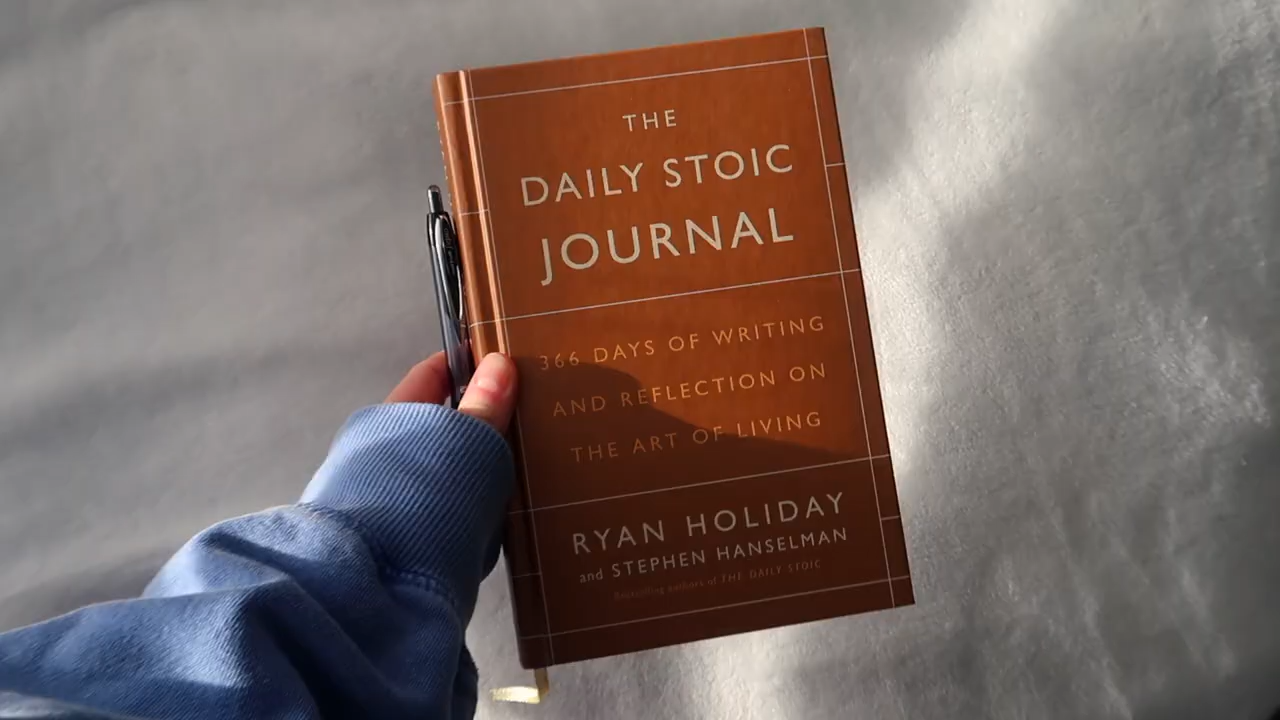 THE
DAILY STOIC
JOURNAL
366 DAYS OF WRITING
AND REFLECTION ON
THE ART OF LIVING
RYAN HOLIDAY
and STEPHEN HANSELMAN
Bestselling authors of THE DAILY STOIC